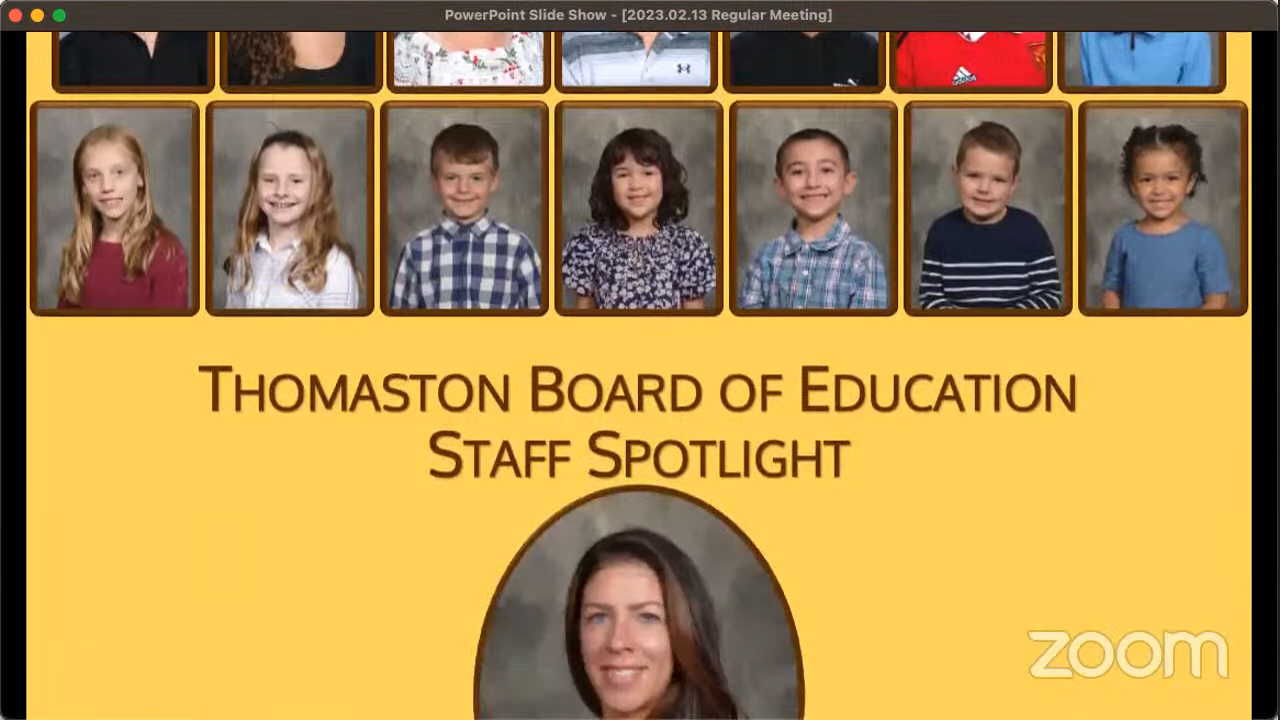 PowerPoint Slide Show - [2023.02.13 Regular Meeting]
THOMASTON BOARD OF EDUCATION
STAFF SPOTLIGHT
zoom